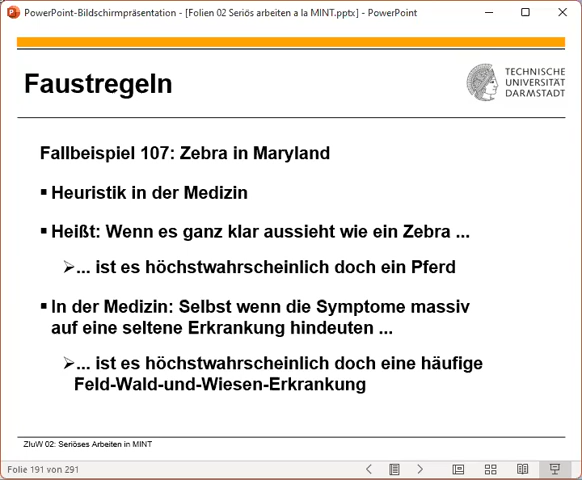 PowerPoint-Bildschirmpräsentation - [Folien 02 Seriös arbeiten a la MINT.pptx] - PowerPoint
Faustregeln
TECHNISCHE
UNIVERSITÄT
DARMSTADT
Fallbeispiel 107: Zebra in Maryland
▪ Heuristik in der Medizin
▪ Heißt: Wenn es ganz klar aussieht wie ein Zebra ...
➢... ist es höchstwahrscheinlich doch ein Pferd
▪ In der Medizin: Selbst wenn die Symptome massiv
auf eine seltene Erkrankung hindeuten ...
➢... ist es höchstwahrscheinlich doch eine häufige
Feld-Wald-und-Wiesen-Erkrankung
ZIuW 02: Seriöses Arbeiten in MINT
Folie 191 von 291